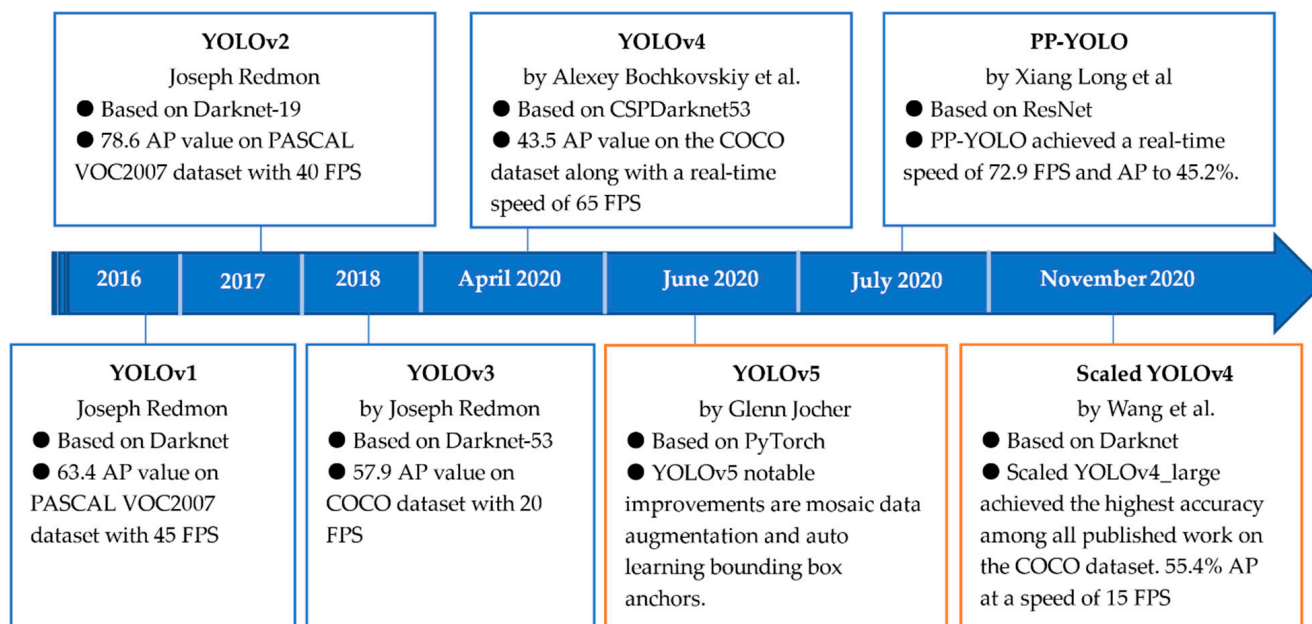 YOLOv2
Joseph Redmon
● Based on Darknet-19
● 78.6 AP value on PASCAL
VOC2007 dataset with 40 FPS
YOLOv4
by Alexey Bochkovskiy et al.
● Based on CSPDarknet53
● 43.5 AP value on the COCO
dataset along with a real-time
speed of 65 FPS
PP-YOLO
by Xiang Long et al
● Based on ResNet
● PP-YOLO achieved a real-time
speed of 72.9 FPS and AP to 45.2%.
2016
2017
2018
April 2020
June 2020
July 2020
November 2020
YOLOv1
Joseph Redmon
● Based on Darknet
● 63.4 AP value on
PASCAL VOC2007
dataset with 45 FPS
YOLOv3
by Joseph Redmon
● Based on Darknet-53
● 57.9 AP value on
COCO dataset with 20
FPS
YOLOv5
by Glenn Jocher
● Based on PyTorch
● YOLOv5 notable
improvements are mosaic data
augmentation and auto
learning bounding box
anchors.
Scaled YOLOv4
by Wang et al.
● Based on Darknet
● Scaled YOLOv4_large
achieved the highest accuracy
among all published work on
the COCO dataset. 55.4% AP
at a speed of 15 FPS